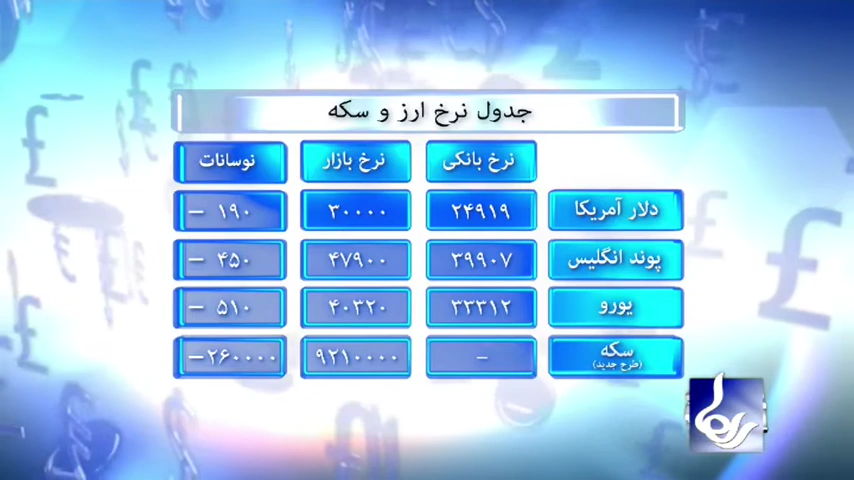 جدول نرخ ارز و سکه
نرخ بانکی نرخ بازار نوسانات
دلار آمریکا ۲۴۹۱۹ ۳۰۰۰۰ ۱۹۰ −
پوند انگلیس ۳۹۹۰۷ ۴۷۹۰۰ ۴۵۰ −
یورو ۳۳۳۱۲ ۴۰۳۲۰ ۵۱۰ −
سکه − ۹۲۱۰۰۰۰ ۲۶۰۰۰۰ −
(طرح جدید)